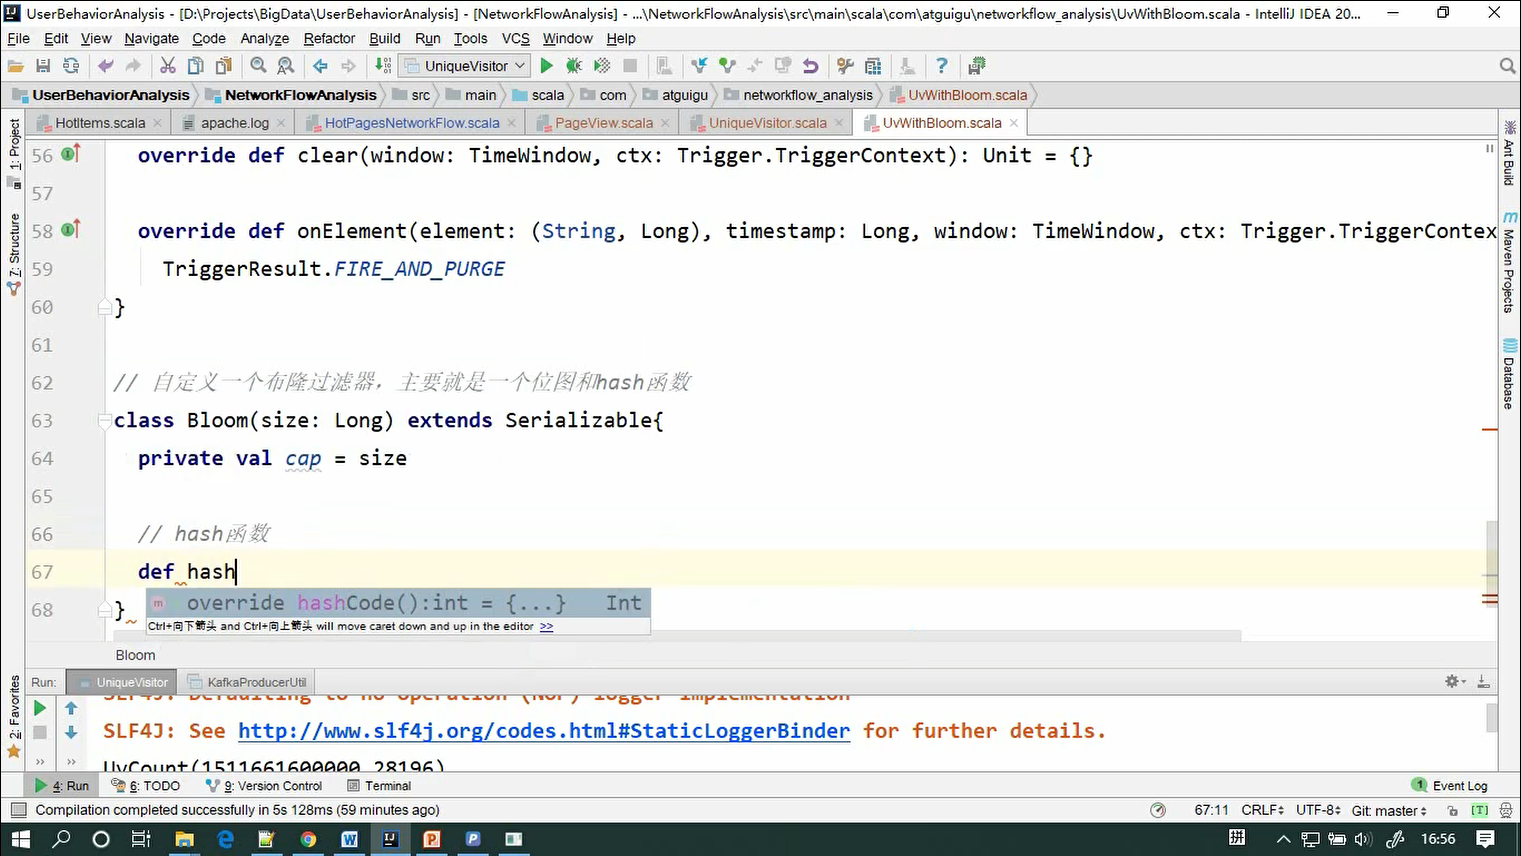 UserBehaviorAnalysis - [D:\Projects\BigData\UserBehaviorAnalysis] - [NetworkFlowAnalysis] - ...\NetworkFlowAnalysis\src\main\scala\com\atguigu\networkflow_analysis\UvWithBloom.scala - IntelliJ IDEA 20...
File Edit View Navigate Code Analyze Refactor Build Run Tools VCS Window Help
UniqueVisitor
UserBehaviorAnalysis NetworkFlowAnalysis src main scala com atguigu networkflow_analysis UvWithBloom.scala
HotItems.scala apache.log HotPagesNetworkFlow.scala PageView.scala UniqueVisitor.scala UvWithBloom.scala
1: Project
7: Structure
2: Favorites
Ant Build
Maven Projects
Database
56 override def clear(window: TimeWindow, ctx: Trigger.TriggerContext): Unit = {}
57
58 override def onElement(element: (String, Long), timestamp: Long, window: TimeWindow, ctx: Trigger.TriggerContex
59 TriggerResult.FIRE_AND_PURGE
60 }
61
62 // 自定义一个布隆过滤器，主要就是一个位图和hash函数
63 class Bloom(size: Long) extends Serializable{
64 private val cap = size
65
66 // hash函数
67 def hash
68 }
override hashCode():int = {...} Int
Ctrl+向下箭头 and Ctrl+向上箭头 will move caret down and up in the editor >>
Bloom
Run: UniqueVisitor KafkaProducerUtil
SLF4J: Defaulting to no-operation (NOP) logger implementation
SLF4J: See http://www.slf4j.org/codes.html#StaticLoggerBinder for further details.
UvCount(1511661600000,28196)
4: Run 6: TODO 9: Version Control Terminal 1 Event Log
Compilation completed successfully in 5s 128ms (59 minutes ago) 67:11 CRLF UTF-8 Git: master
16:56